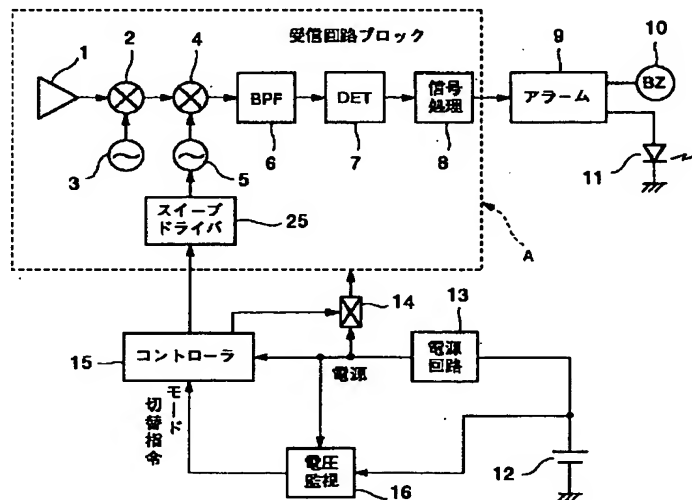 受信回路ブロック
1
2
4
9
10
BPF
DET
信号
処理
アラーム
BZ
3
5
6
7
8
11
スイープ
ドライバ
25
A
14
13
15
コントローラ
電源
電源
回路
モード
切替指令
電圧
監視
16
12